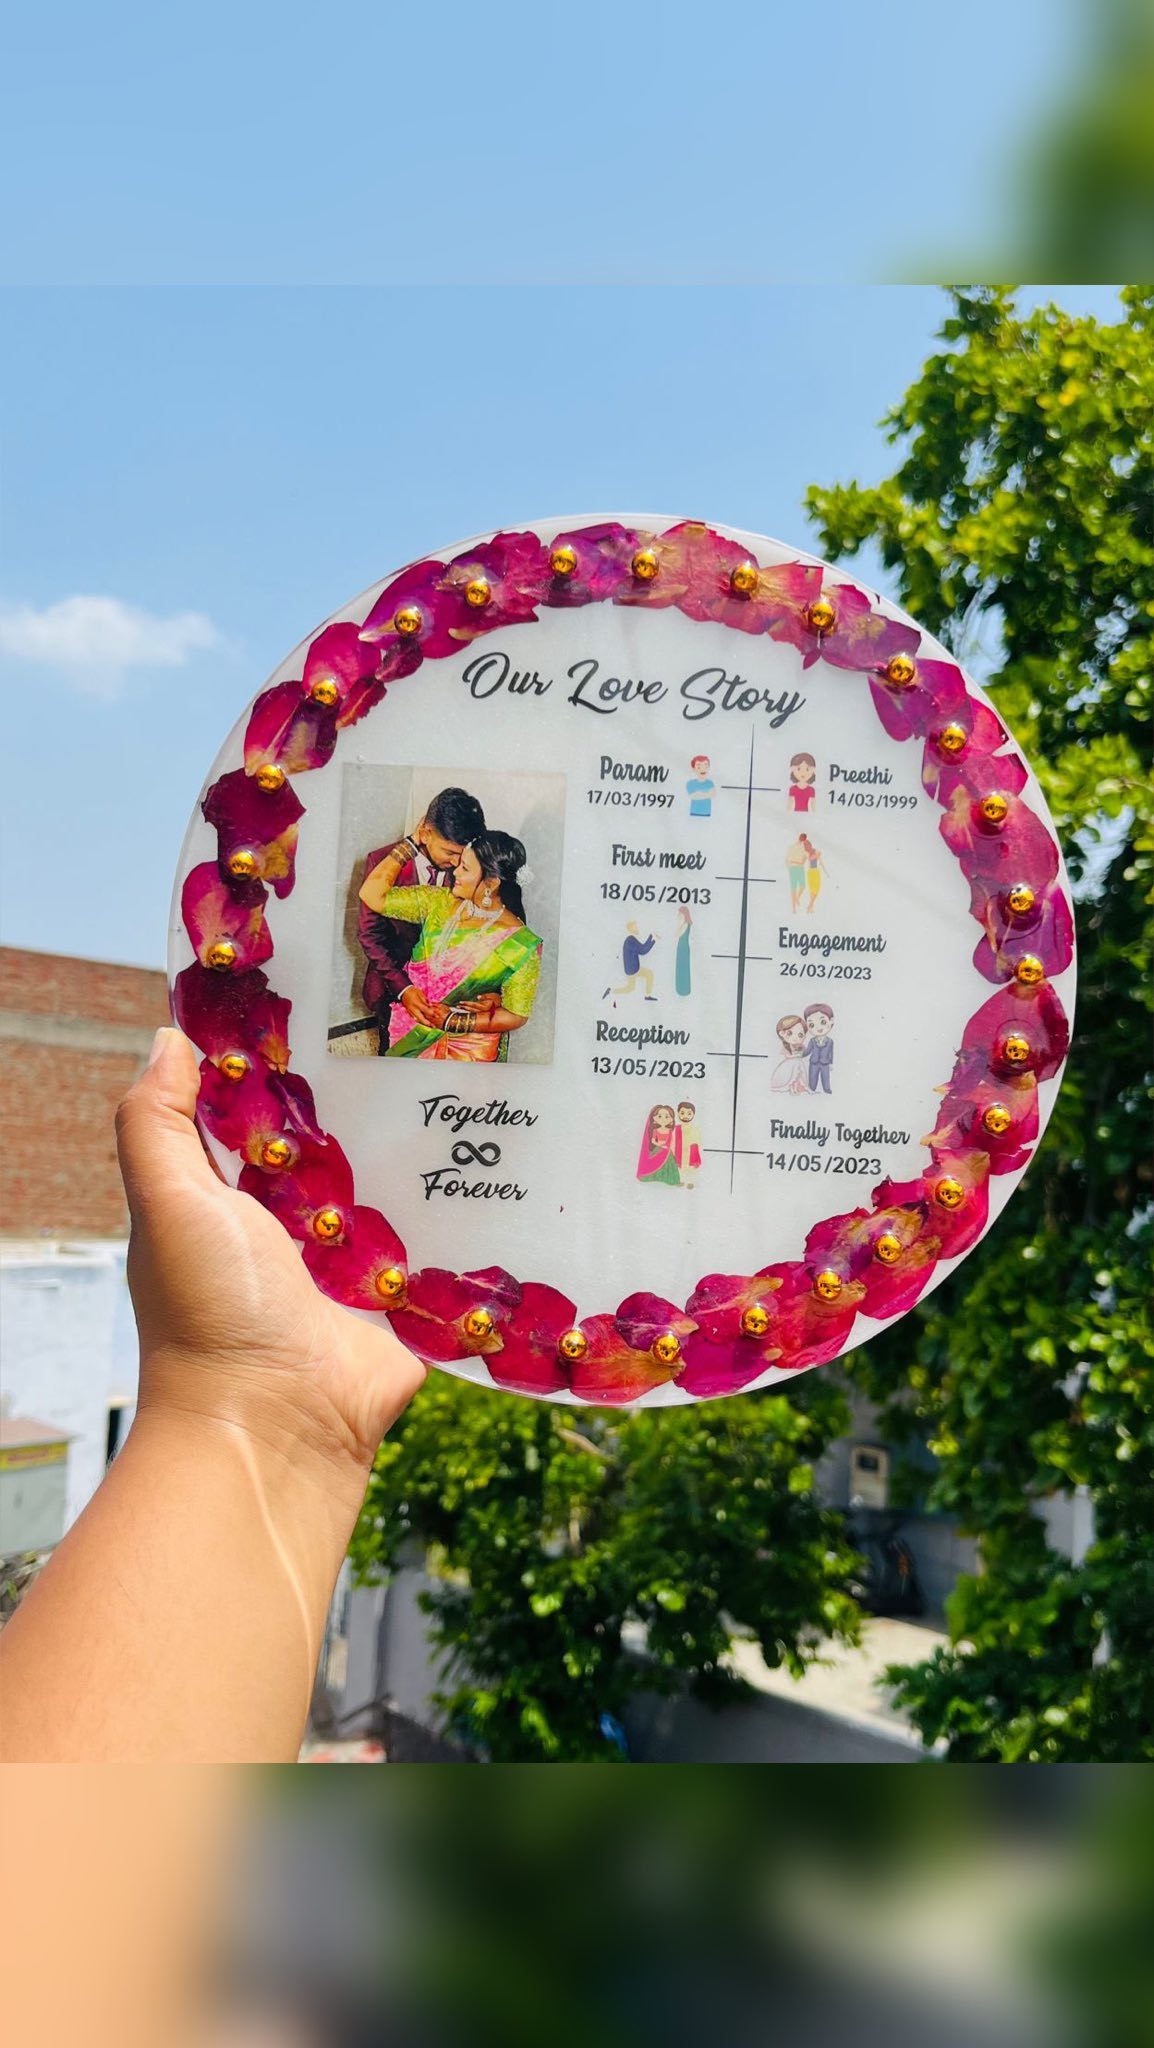 Our Love Story
Param
17/03/1997
Preethi
14/03/1999
First meet
18/05/2013
Engagement
26/03/2023
Reception
13/05/2023
Finally Together
14/05/2023
Together
Forever